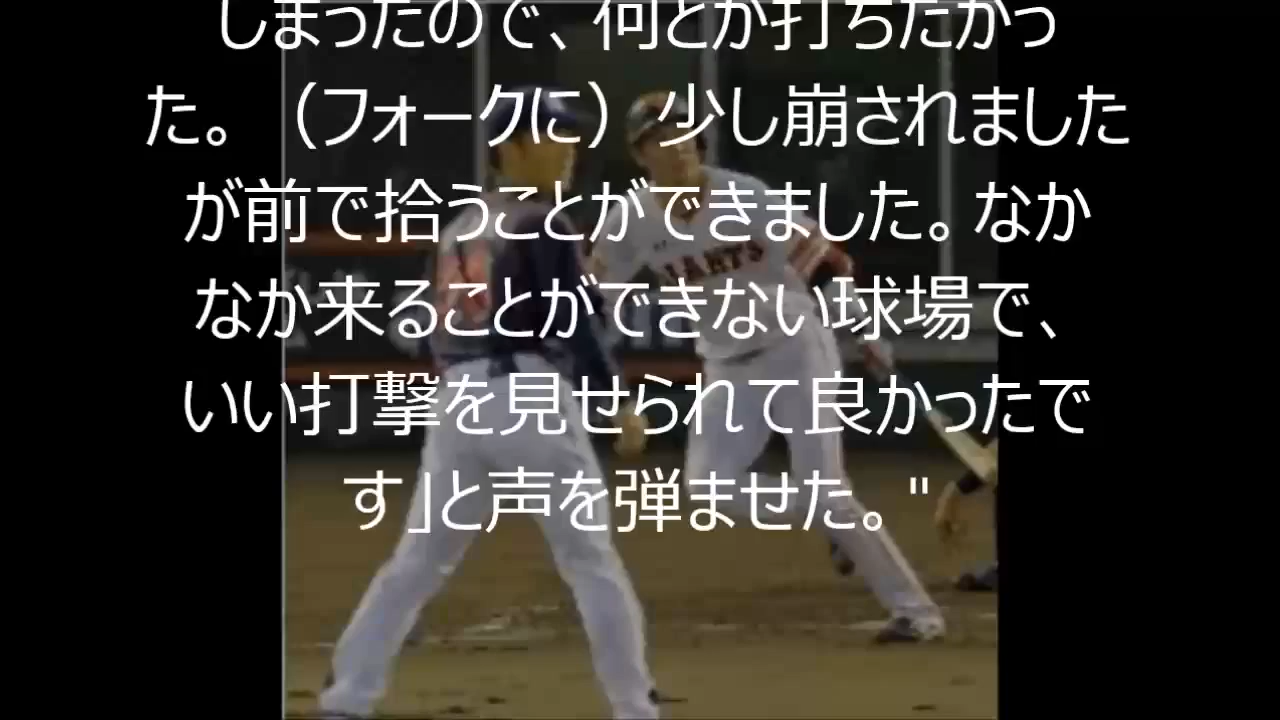 しまったので、何とか打ちたかっ
た。（フォークに）少し崩されました
が前で拾うことができました。なか
なか来ることができない球場で、
いい打撃を見せられて良かったで
す」と声を弾ませた。"
GIANTS